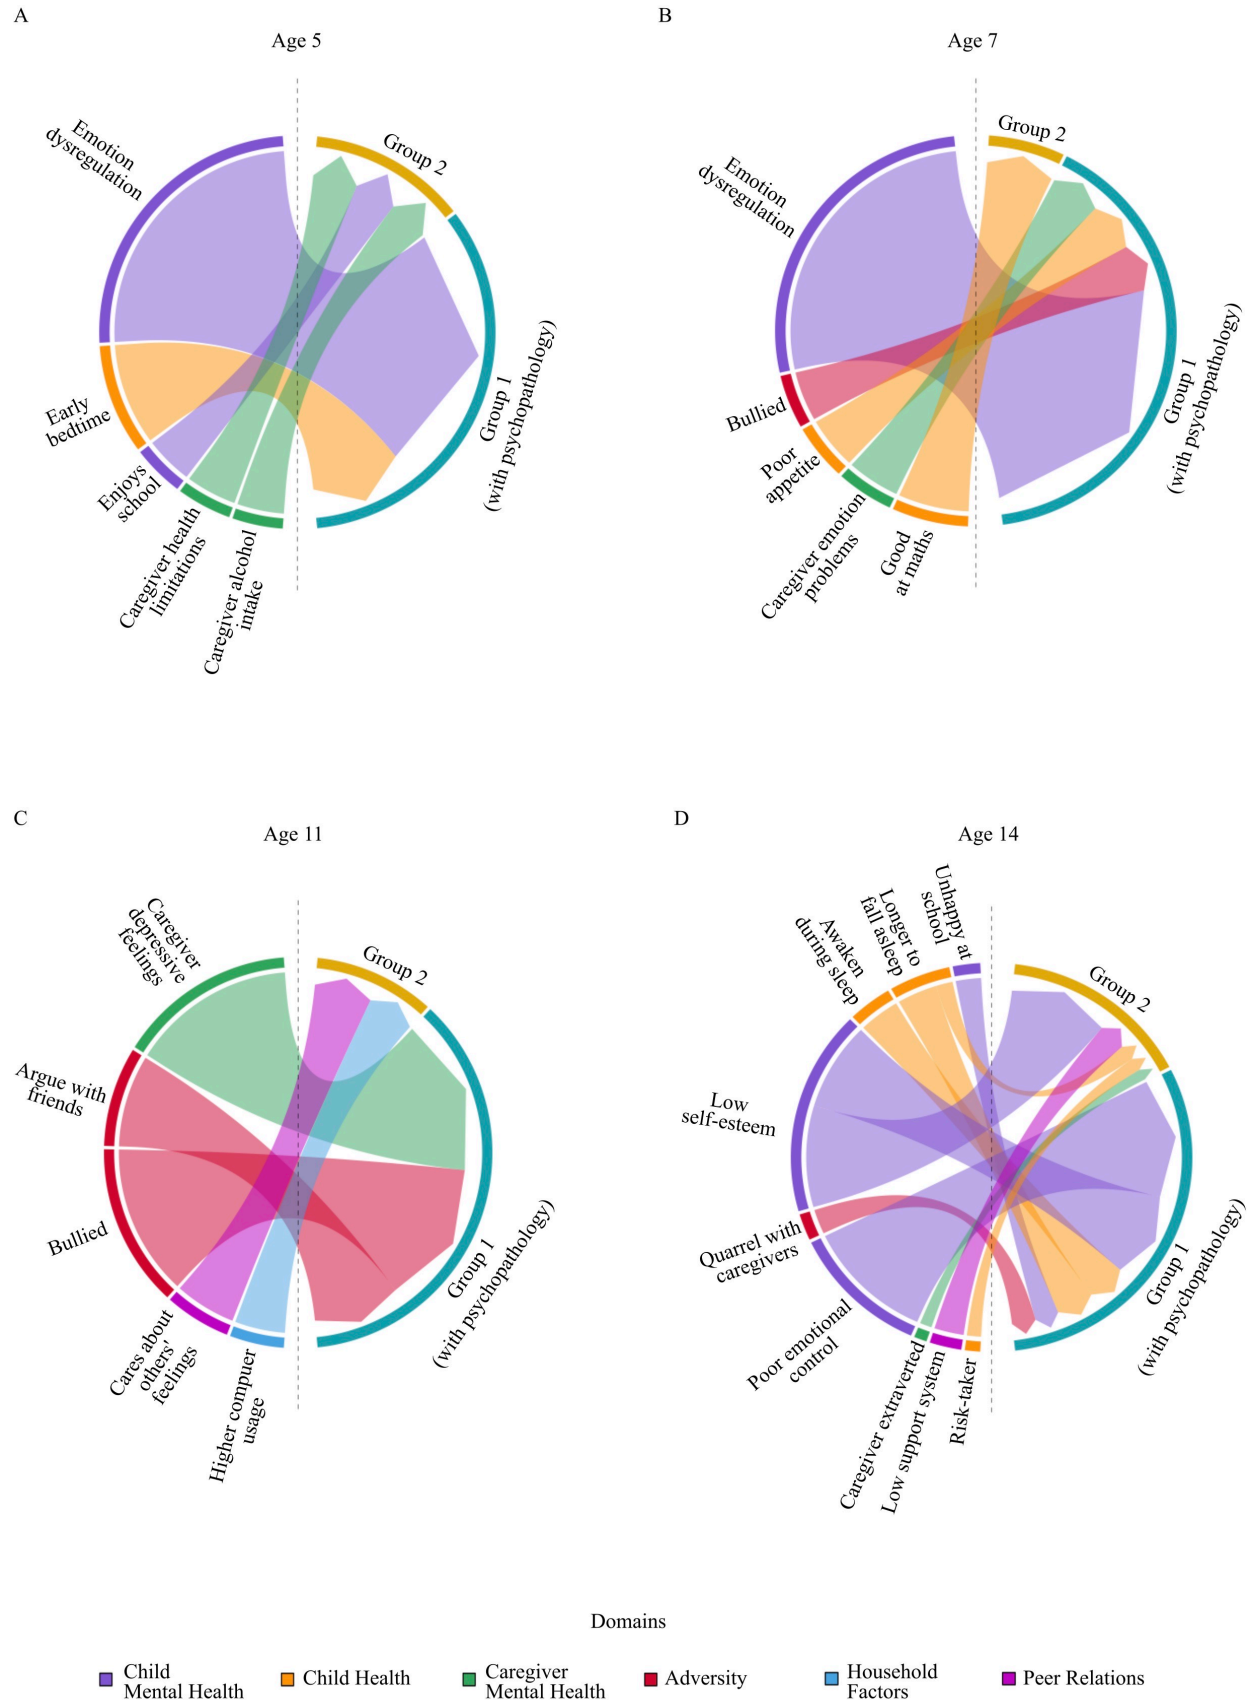 A
Age 5
Emotion
dysregulation
Group 2
Early
bedtime
Enjoys
school
Caregiver health
limitations
Caregiver alcohol
intake
Group 1
(with psychopathology)
B
Age 7
Emotion
dysregulation
Group 2
Bullied
Poor
appetite
Caregiver emotion
problems
Good
at maths
Group 1
(with psychopathology)
C
Age 11
Caregiver
depressive
feelings
Group 2
Argue with
friends
Bullied
Cares about
others'
feelings
Higher compuer
usage
Group 1
(with psychopathology)
D
Age 14
Unhappy at
school
Longer to
fall asleep
Awaken
during sleep
Group 2
Low
self-esteem
Quarrel with
caregivers
Poor emotional
control
Caregiver extraverted
Low support system
Risk-taker
Group 1
(with psychopathology)
Domains
Child
Mental Health
Child Health
Caregiver
Mental Health
Adversity
Household
Factors
Peer Relations